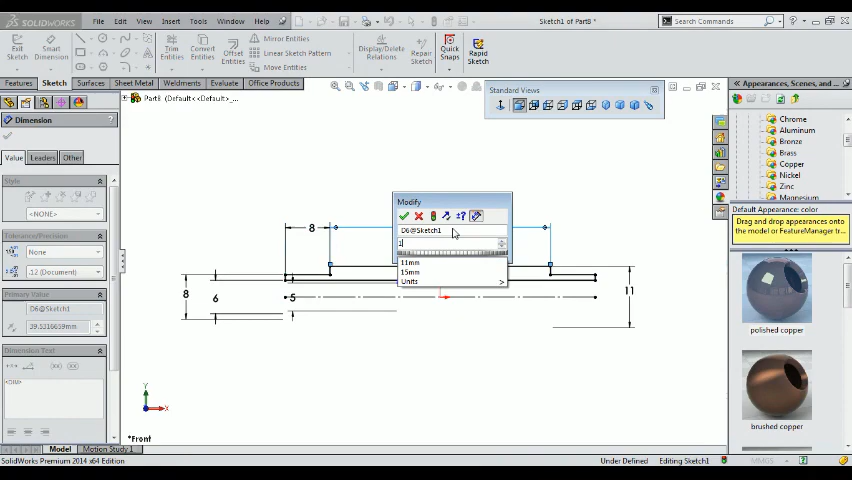 SOLIDWORKS
File Edit View Insert Tools Window Help
Sketch1 of Part8 *
Search Commands
Exit Sketch
Smart Dimension
Trim Entities
Convert Entities
Offset Entities
Mirror Entities
Linear Sketch Pattern
Move Entities
Display/Delete Relations
Quick Snaps
Rapid Sketch
Features Sketch Surfaces Sheet Metal Weldments Evaluate Office Products
Part8 (Default<<Default>_...
Standard Views
Appearances, Scenes, and ...
Dimension
Value Leaders Other
Style
<NONE>
Tolerance/Precision
None
.12 (Document)
Primary Value
D6@Sketch1
39.5316659mm
Dimension Text
<DIM>
Modify
D6@Sketch1
1
11mm
15mm
Units >
8
8
6
5
11
Y
X
*Front
Chrome
Aluminum
Bronze
Brass
Copper
Nickel
Zinc
Magnesium
Default Appearance: color
Drag and drop appearances onto the model or FeatureManager tree.
polished copper
brushed copper
Model Motion Study 1
SolidWorks Premium 2014 x64 Edition
Under Defined Editing Sketch1 MMGS